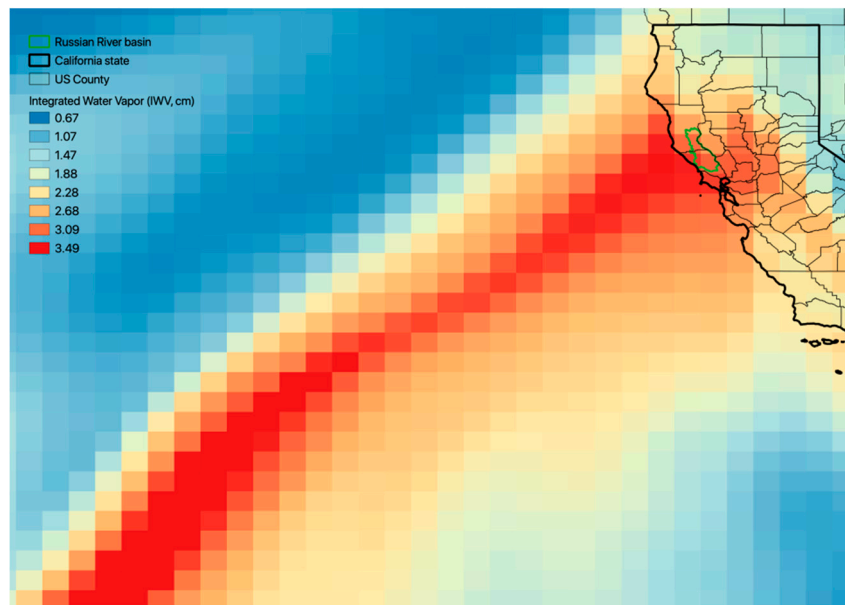 Russian River basin
California state
US County
Integrated Water Vapor (IWV, cm)
0.67
1.07
1.47
1.88
2.28
2.68
3.09
3.49